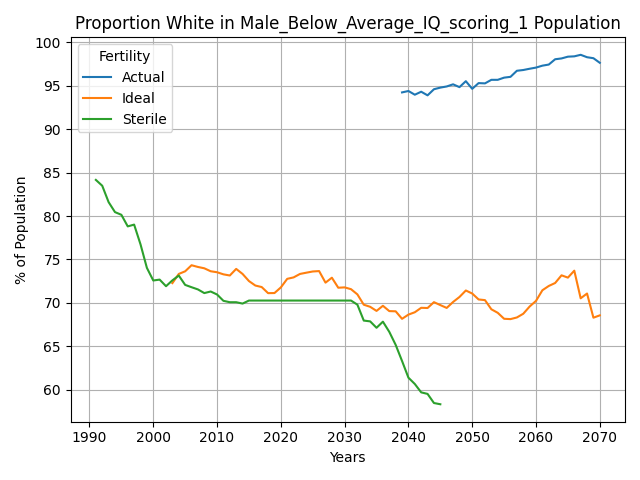 Proportion White in Male_Below_Average_IQ_scoring_1 Population
% of Population
100
95
90
85
80
75
70
65
60
Fertility
Actual
Ideal
Sterile
1990 2000 2010 2020 2030 2040 2050 2060 2070
Years